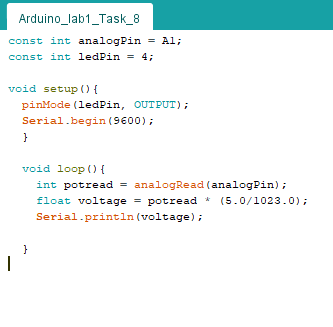 Arduino_lab1_Task_8
const int analogPin = A1;
const int ledPin = 4;
void setup(){
pinMode(ledPin, OUTPUT);
Serial.begin(9600);
}
void loop(){
int potread = analogRead(analogPin);
float voltage = potread * (5.0/1023.0);
Serial.println(voltage);
}